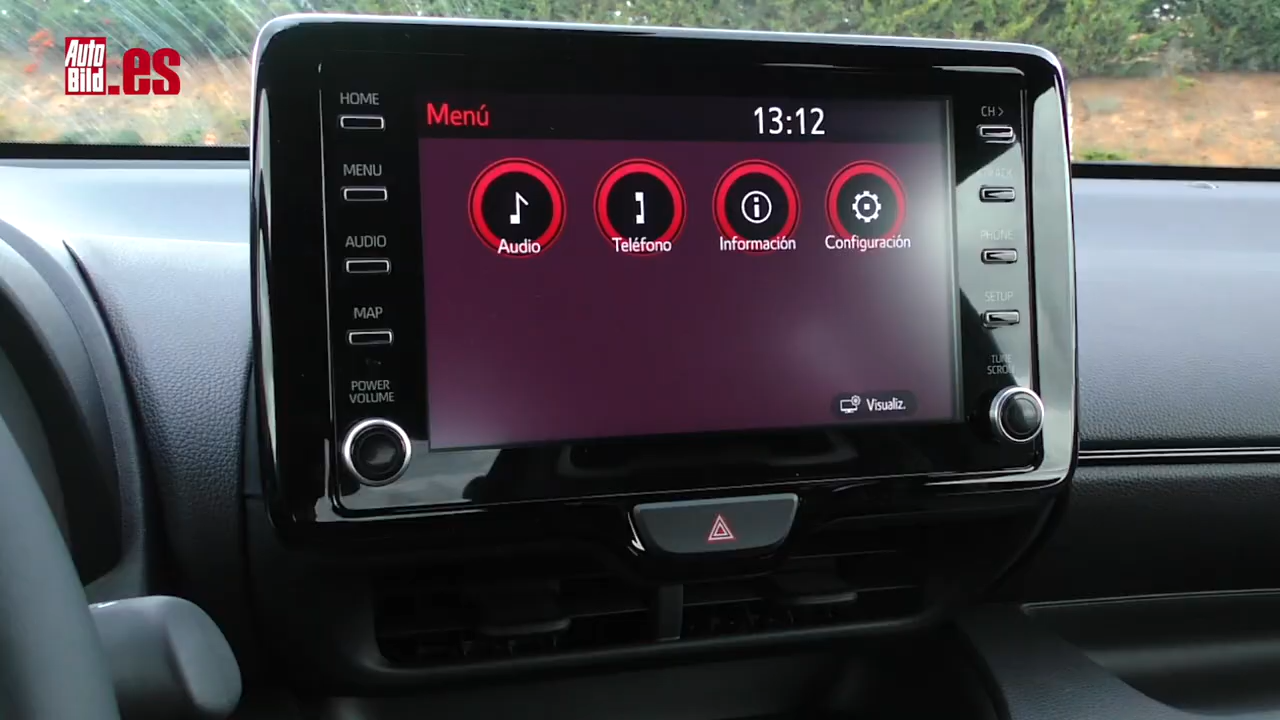 Auto
Bild.es
HOME
MENU
AUDIO
MAP
POWER
VOLUME
Menú
13:12
Audio
Teléfono
Información
Configuración
Visualiz.
CH >
PHONE
SETUP
TUNE
SCROLL